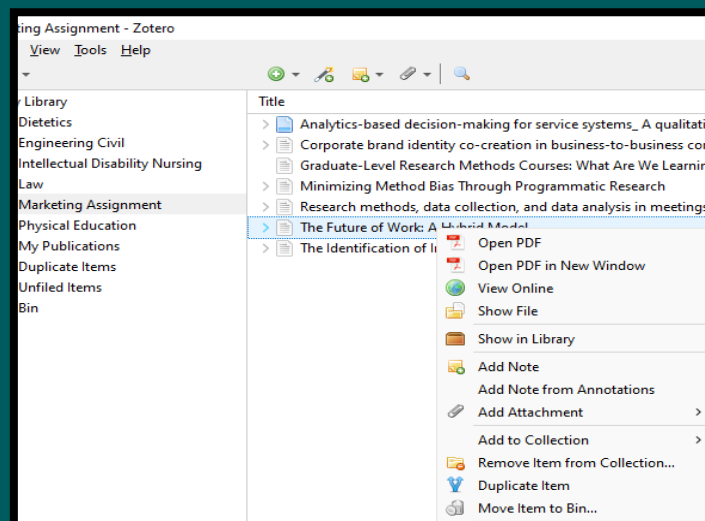 ting Assignment - Zotero
View Tools Help
Library
Dietetics
Engineering Civil
Intellectual Disability Nursing
Law
Marketing Assignment
Physical Education
My Publications
Duplicate Items
Unfiled Items
Bin
Title
Analytics-based decision-making for service systems_ A qualitati
Corporate brand identity co-creation in business-to-business co
Graduate-Level Research Methods Courses: What Are We Learnin
Minimizing Method Bias Through Programmatic Research
Research methods, data collection, and data analysis in meetings
The Future of Work: A Hybrid Model
The Identification of I
Open PDF
Open PDF in New Window
View Online
Show File
Show in Library
Add Note
Add Note from Annotations
Add Attachment
Add to Collection
Remove Item from Collection...
Duplicate Item
Move Item to Bin...